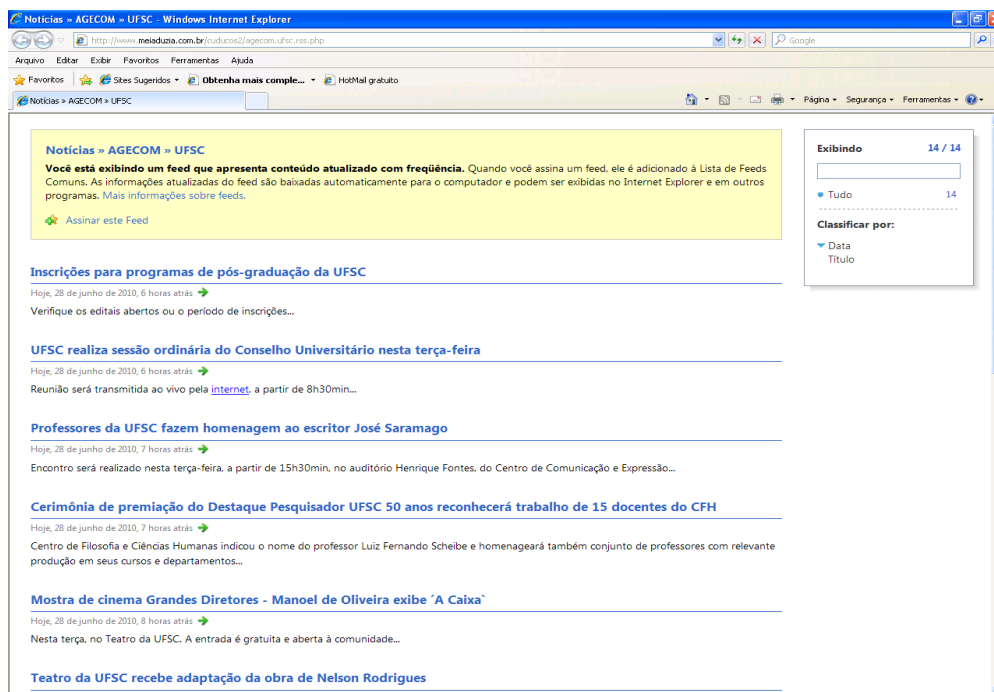 Notícias » AGECOM » UFSC - Windows Internet Explorer
http://www.meiaduzia.com.br/cuducos2/agecom.ufsc.rss.php
Google
Arquivo Editar Exibir Favoritos Ferramentas Ajuda
Favoritos Sites Sugeridos Obtenha mais comple... HotMail gratuito
Notícias » AGECOM » UFSC
Página Segurança Ferramentas
Notícias » AGECOM » UFSC
Você está exibindo um feed que apresenta conteúdo atualizado com freqüência. Quando você assina um feed, ele é adicionado à Lista de Feeds
Comuns. As informações atualizadas do feed são baixadas automaticamente para o computador e podem ser exibidas no Internet Explorer e em outros
programas. Mais informações sobre feeds.
Assinar este Feed
Exibindo 14 / 14
Tudo 14
Classificar por:
Data
Título
Inscrições para programas de pós-graduação da UFSC
Hoje, 28 de junho de 2010, 6 horas atrás
Verifique os editais abertos ou o período de inscrições...
UFSC realiza sessão ordinária do Conselho Universitário nesta terça-feira
Hoje, 28 de junho de 2010, 6 horas atrás
Reunião será transmitida ao vivo pela internet, a partir de 8h30min...
Professores da UFSC fazem homenagem ao escritor José Saramago
Hoje, 28 de junho de 2010, 7 horas atrás
Encontro será realizado nesta terça-feira, a partir de 15h30min, no auditório Henrique Fontes, do Centro de Comunicação e Expressão...
Cerimônia de premiação do Destaque Pesquisador UFSC 50 anos reconhecerá trabalho de 15 docentes do CFH
Hoje, 28 de junho de 2010, 7 horas atrás
Centro de Filosofia e Ciências Humanas indicou o nome do professor Luiz Fernando Scheibe e homenageará também conjunto de professores com relevante
produção em seus cursos e departamentos...
Mostra de cinema Grandes Diretores - Manoel de Oliveira exibe ´A Caixa`
Hoje, 28 de junho de 2010, 8 horas atrás
Nesta terça, no Teatro da UFSC. A entrada é gratuita e aberta à comunidade...
Teatro da UFSC recebe adaptação da obra de Nelson Rodrigues